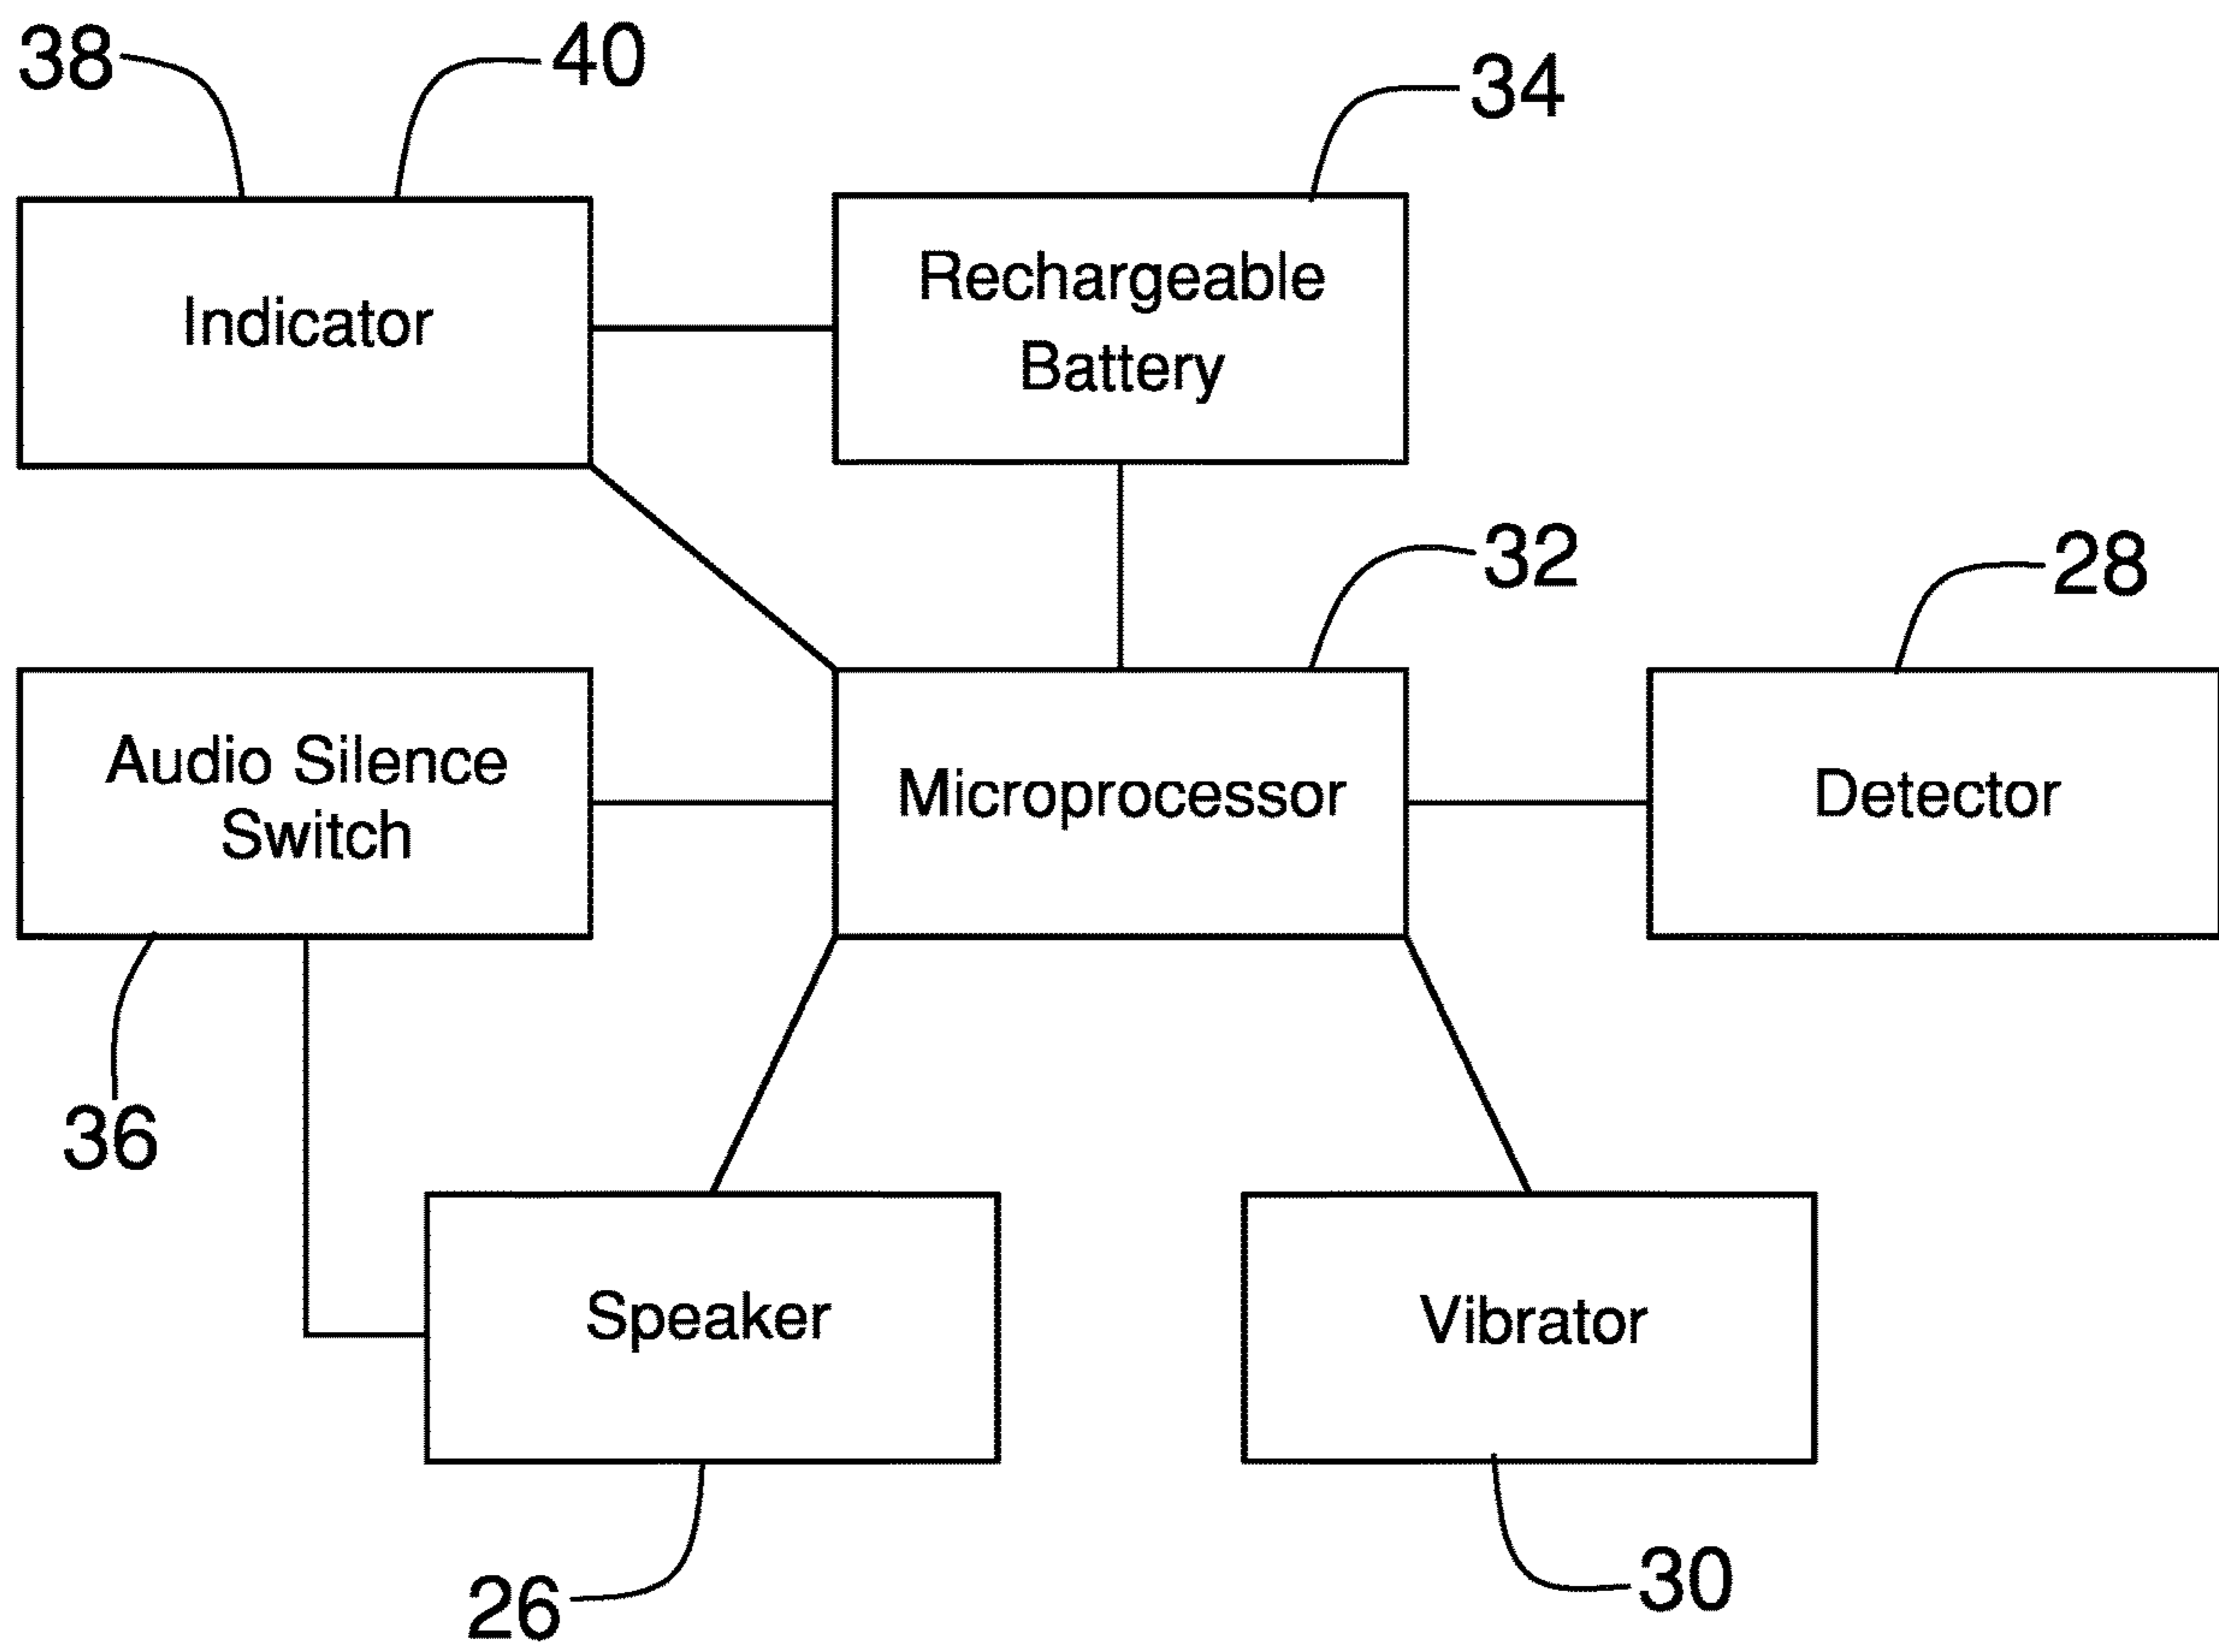 38
40
34
Indicator
Rechargeable
Battery
32
28
Audio Silence
Switch
Microprocessor
Detector
36
Speaker
Vibrator
26
30